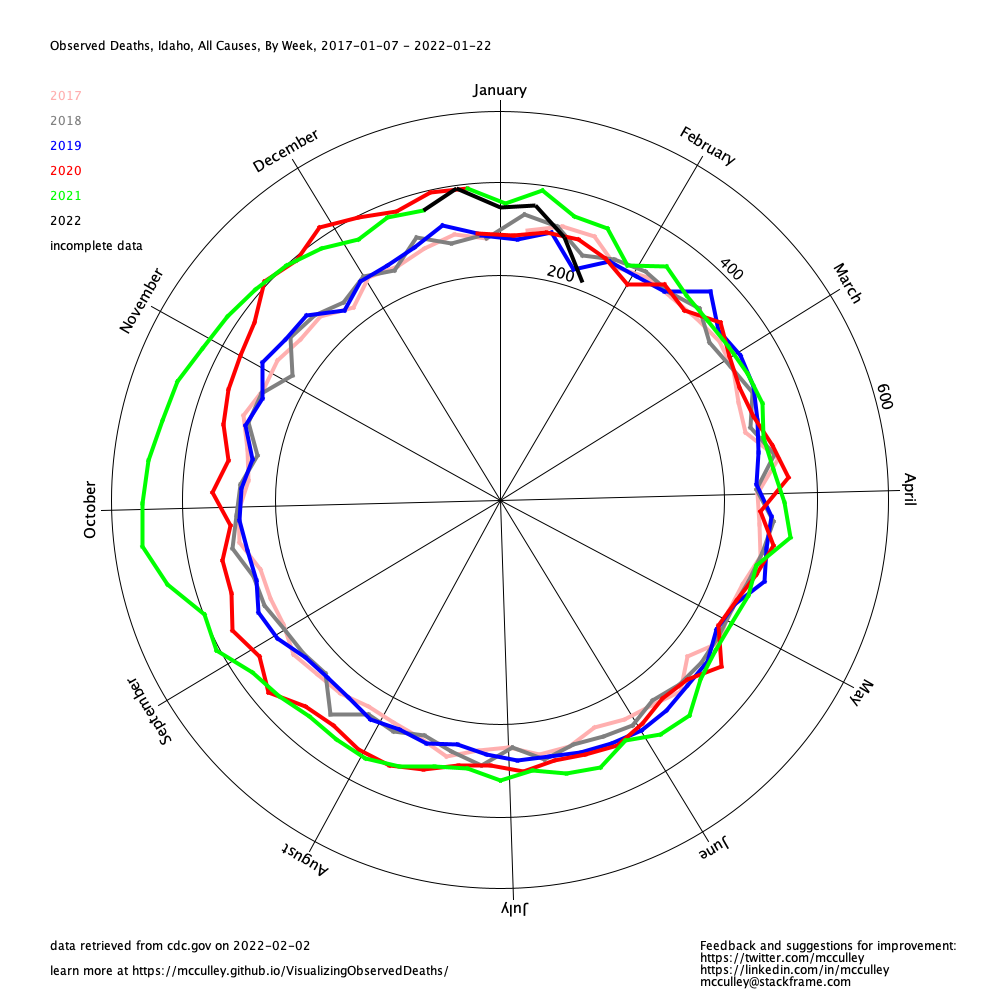 Observed Deaths, Idaho, All Causes, By Week, 2017-01-07 - 2022-01-22
January
2017
2018
2019
2020
2021
2022
incomplete data
December
February
November
March
200
400
600
October
April
September
May
August
June
July
data retrieved from cdc.gov on 2022-02-02
learn more at https://mcculley.github.io/VisualizingObservedDeaths/
Feedback and suggestions for improvement:
https://twitter.com/mcculley
https://linkedin.com/in/mcculley
mcculley@stackframe.com